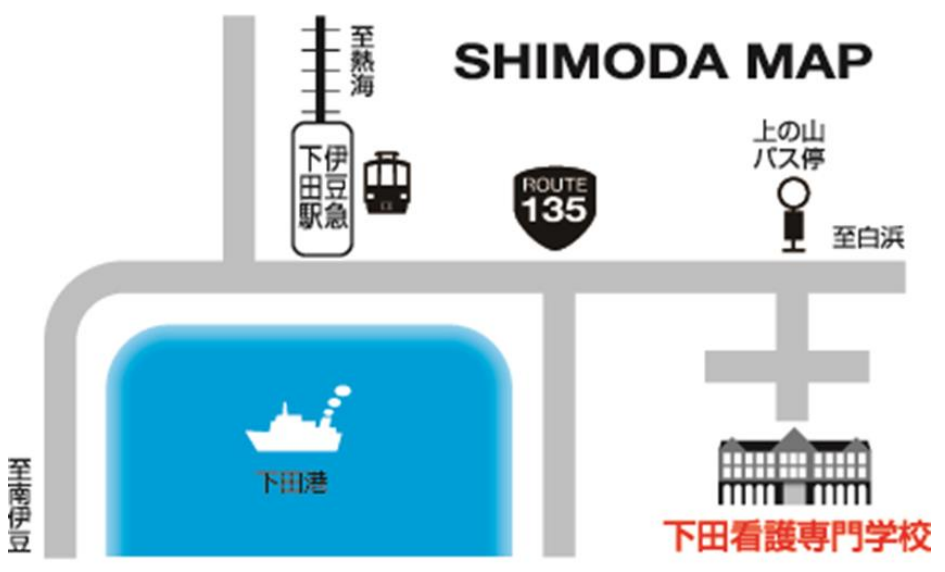 至熱海
SHIMODA MAP
上の山
バス停
伊豆急
下田駅
ROUTE
135
至白浜
下田港
至南伊豆
下田看護専門学校